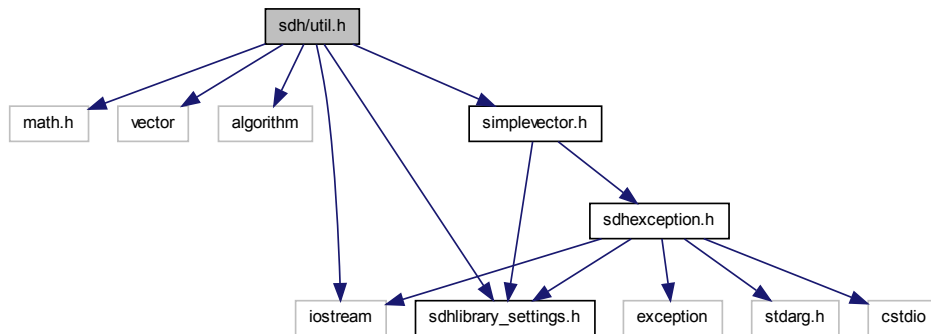 sdh/util.h
math.h
vector
algorithm
simplevector.h
sdhexception.h
iostream
sdhlibrary_settings.h
exception
stdarg.h
cstdio